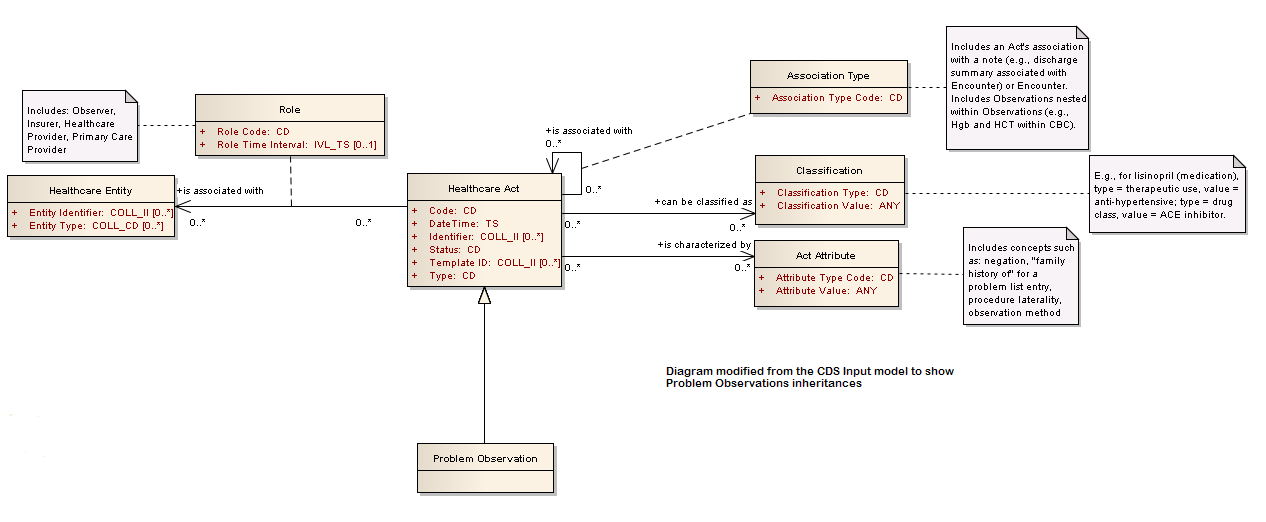 Includes an Act's association
with a note (e.g., discharge
summary associated with
Encounter) or Encounter.
Includes Observations nested
within Observations (e.g.,
Hgb and HCT within CBC).
Association Type
+ Association Type Code: CD
Includes: Observer,
Insurer, Healthcare
Provider, Primary Care
Provider
Role
+ Role Code: CD
+ Role Time Interval: IVL_TS [0..1]
+is associated with
0..*
0..*
Healthcare Entity
+ Entity Identifier: COLL_II [0..*]
+ Entity Type: COLL_CD [0..*]
+is associated with
0..*
0..*
Healthcare Act
+ Code: CD
+ DateTime: TS
+ Identifier: COLL_II [0..*]
+ Status: CD
+ Template ID: COLL_II [0..*]
+ Type: CD
+can be classified as
0..*
0..*
Classification
+ Classification Type: CD
+ Classification Value: ANY
E.g., for lisinopril (medication),
type = therapeutic use, value =
anti-hypertensive; type = drug
class, value = ACE inhibitor.
+is characterized by
0..*
0..*
Act Attribute
+ Attribute Type Code: CD
+ Attribute Value: ANY
Includes concepts such
as: negation, "family
history of" for a
problem list entry,
procedure laterality,
observation method
Diagram modified from the CDS Input model to show
Problem Observations inheritances
Problem Observation